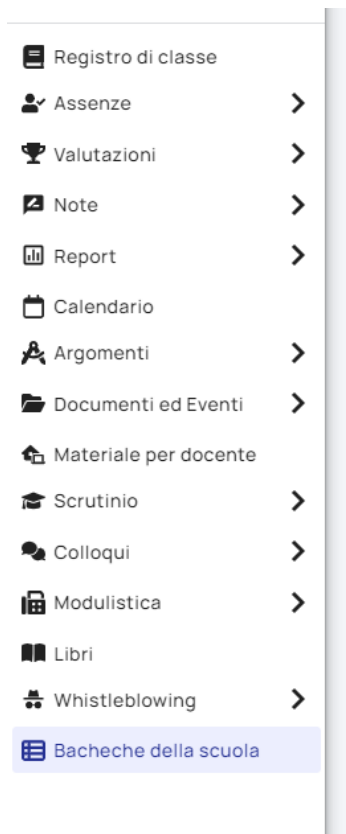 Registro di classe
Assenze
Valutazioni
Note
Report
Calendario
Argomenti
Documenti ed Eventi
Materiale per docente
Scrutinio
Colloqui
Modulistica
Libri
Whistleblowing
Bacheche della scuola